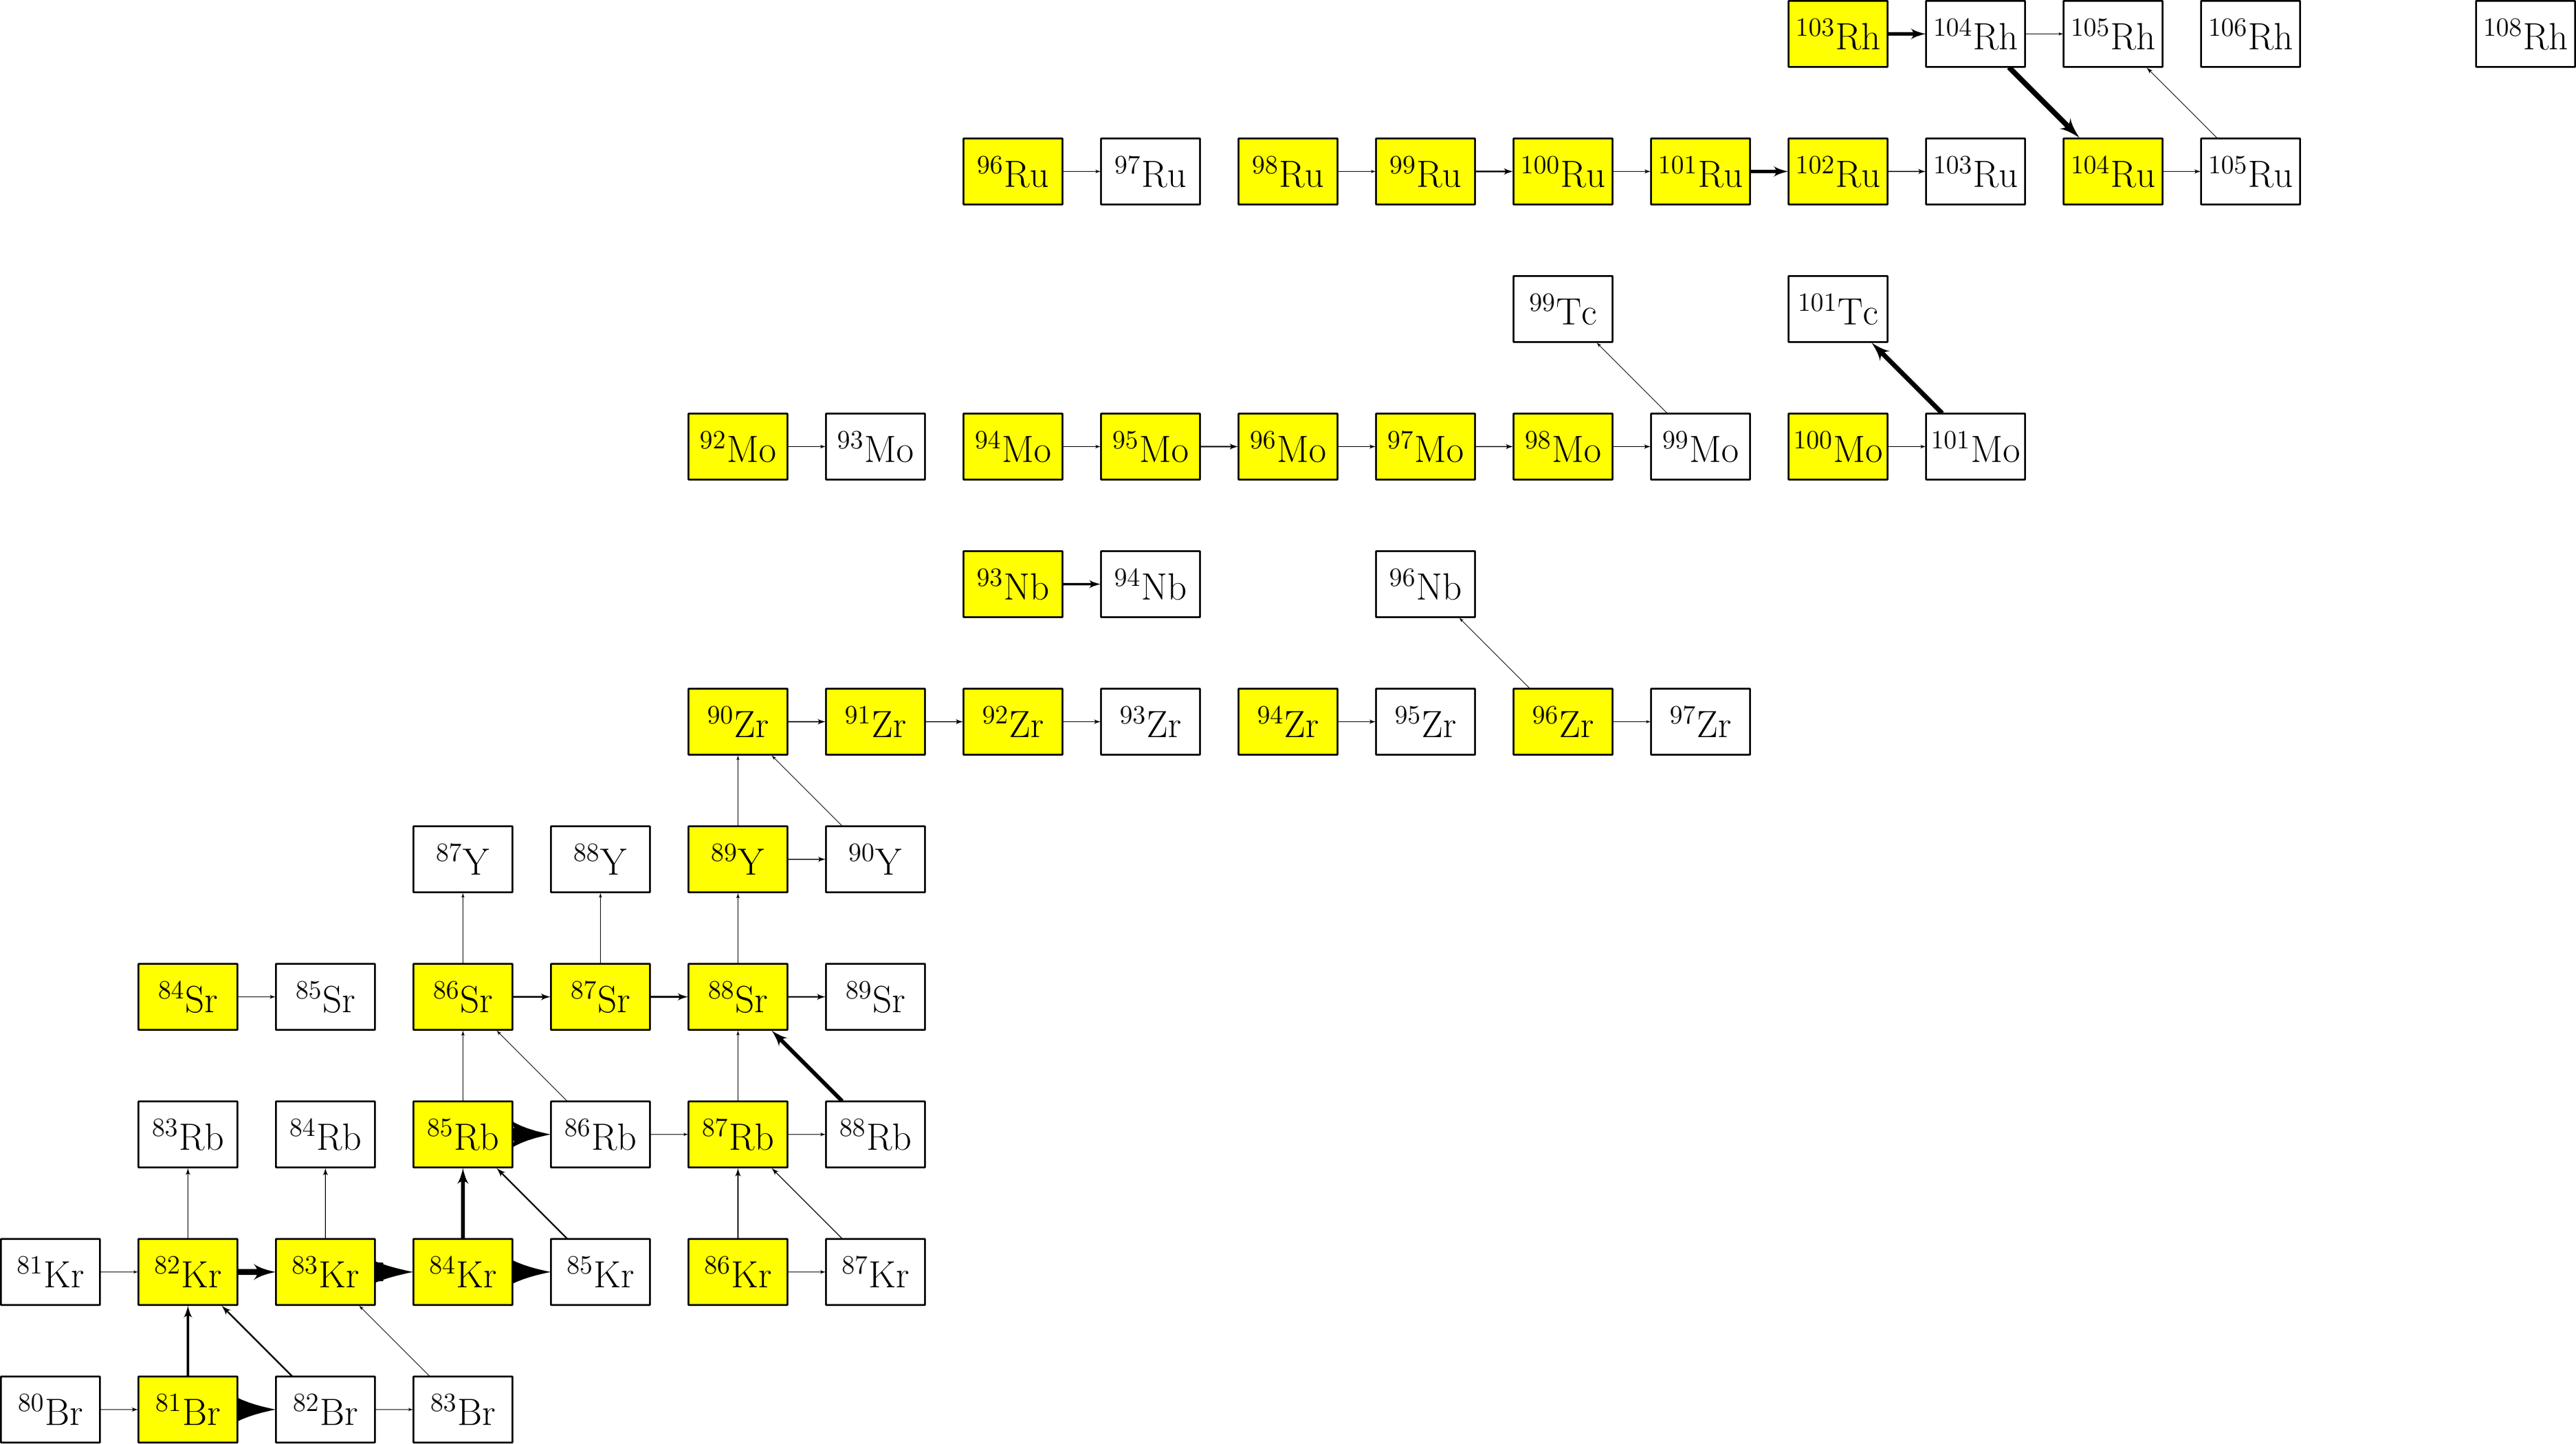 ¹⁰³Rh ¹⁰⁴Rh ¹⁰⁵Rh ¹⁰⁶Rh ¹⁰⁸Rh
⁹⁶Ru ⁹⁷Ru ⁹⁸Ru ⁹⁹Ru ¹⁰⁰Ru ¹⁰¹Ru ¹⁰²Ru ¹⁰³Ru ¹⁰⁴Ru ¹⁰⁵Ru
⁹⁹Tc ¹⁰¹Tc
⁹²Mo ⁹³Mo ⁹⁴Mo ⁹⁵Mo ⁹⁶Mo ⁹⁷Mo ⁹⁸Mo ⁹⁹Mo ¹⁰⁰Mo ¹⁰¹Mo
⁹³Nb ⁹⁴Nb ⁹⁶Nb
⁹⁰Zr ⁹¹Zr ⁹²Zr ⁹³Zr ⁹⁴Zr ⁹⁵Zr ⁹⁶Zr ⁹⁷Zr
⁸⁷Y ⁸⁸Y ⁸⁹Y ⁹⁰Y
⁸⁴Sr ⁸⁵Sr ⁸⁶Sr ⁸⁷Sr ⁸⁸Sr ⁸⁹Sr
⁸³Rb ⁸⁴Rb ⁸⁵Rb ⁸⁶Rb ⁸⁷Rb ⁸⁸Rb
⁸¹Kr ⁸²Kr ⁸³Kr ⁸⁴Kr ⁸⁵Kr ⁸⁶Kr ⁸⁷Kr
⁸⁰Br ⁸¹Br ⁸²Br ⁸³Br